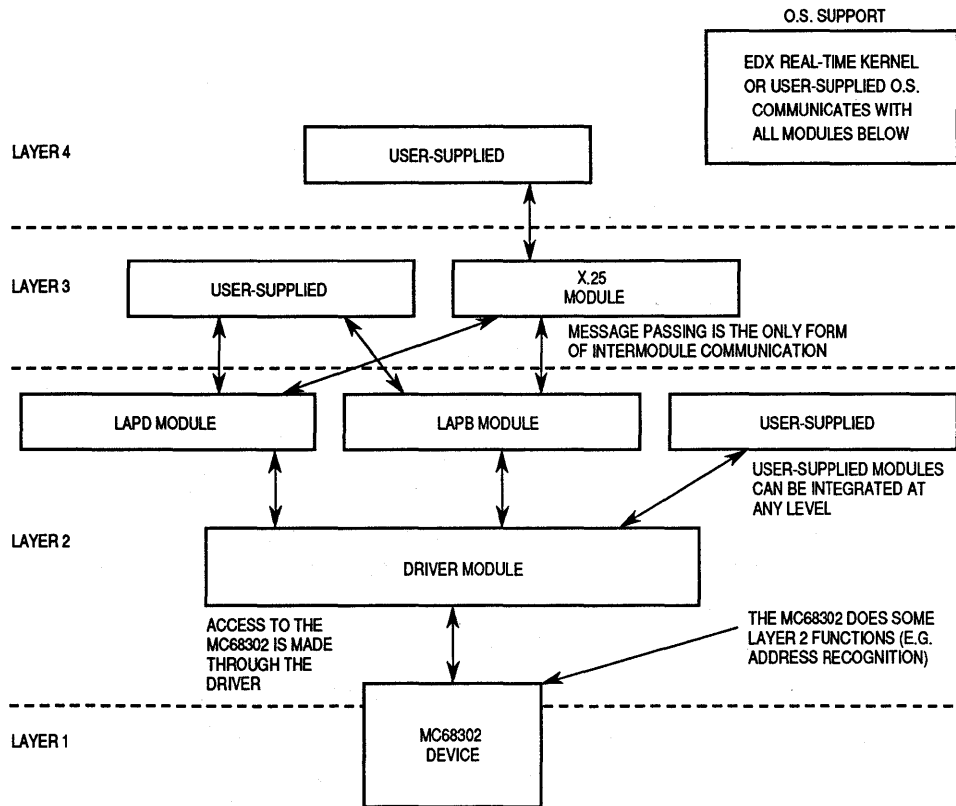 O.S. SUPPORT
EDX REAL-TIME KERNEL
OR USER-SUPPLIED O.S.
COMMUNICATES WITH
ALL MODULES BELOW
LAYER 4
USER-SUPPLIED
LAYER 3
USER-SUPPLIED
X.25
MODULE
MESSAGE PASSING IS THE ONLY FORM
OF INTERMODULE COMMUNICATION
LAPD MODULE
LAPB MODULE
USER-SUPPLIED
USER-SUPPLIED MODULES
CAN BE INTEGRATED AT
ANY LEVEL
LAYER 2
DRIVER MODULE
ACCESS TO THE
MC68302 IS MADE
THROUGH THE
DRIVER
THE MC68302 DOES SOME
LAYER 2 FUNCTIONS (E.G.
ADDRESS RECOGNITION)
LAYER 1
MC68302
DEVICE